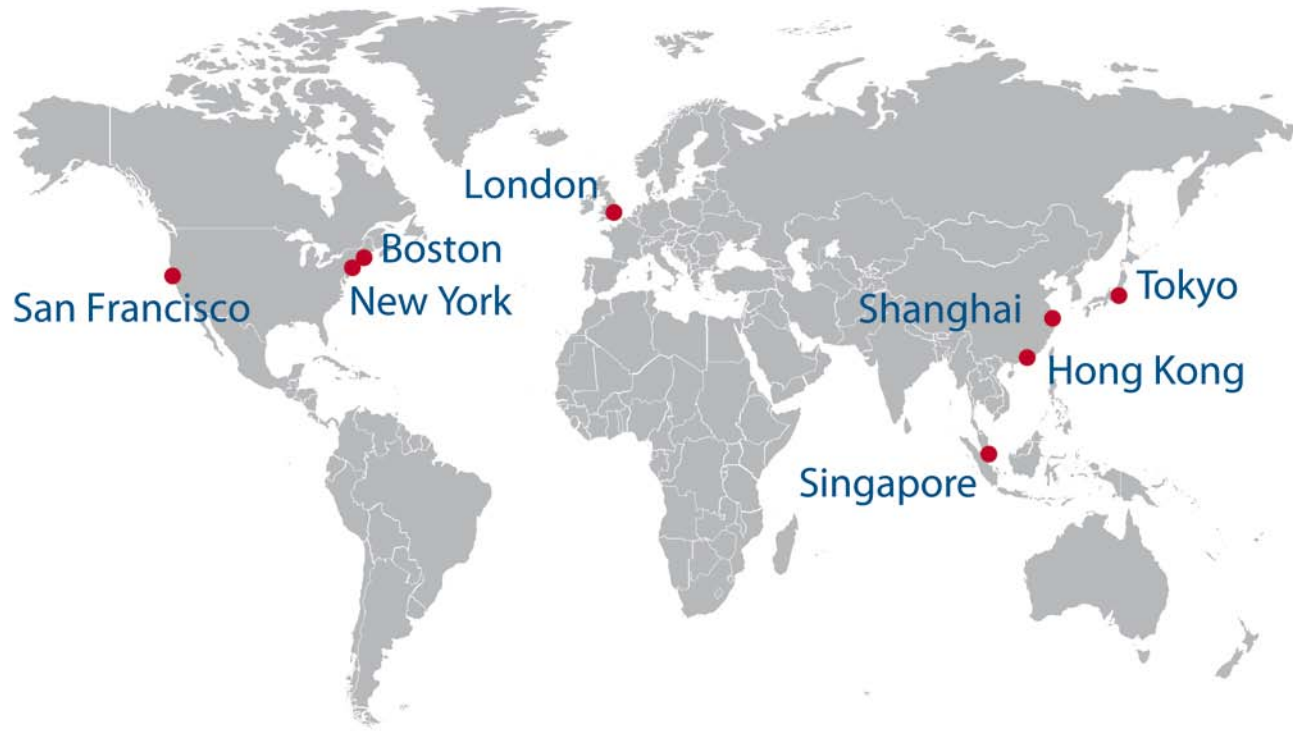 London
Boston
New York
San Francisco
Tokyo
Shanghai
Hong Kong
Singapore